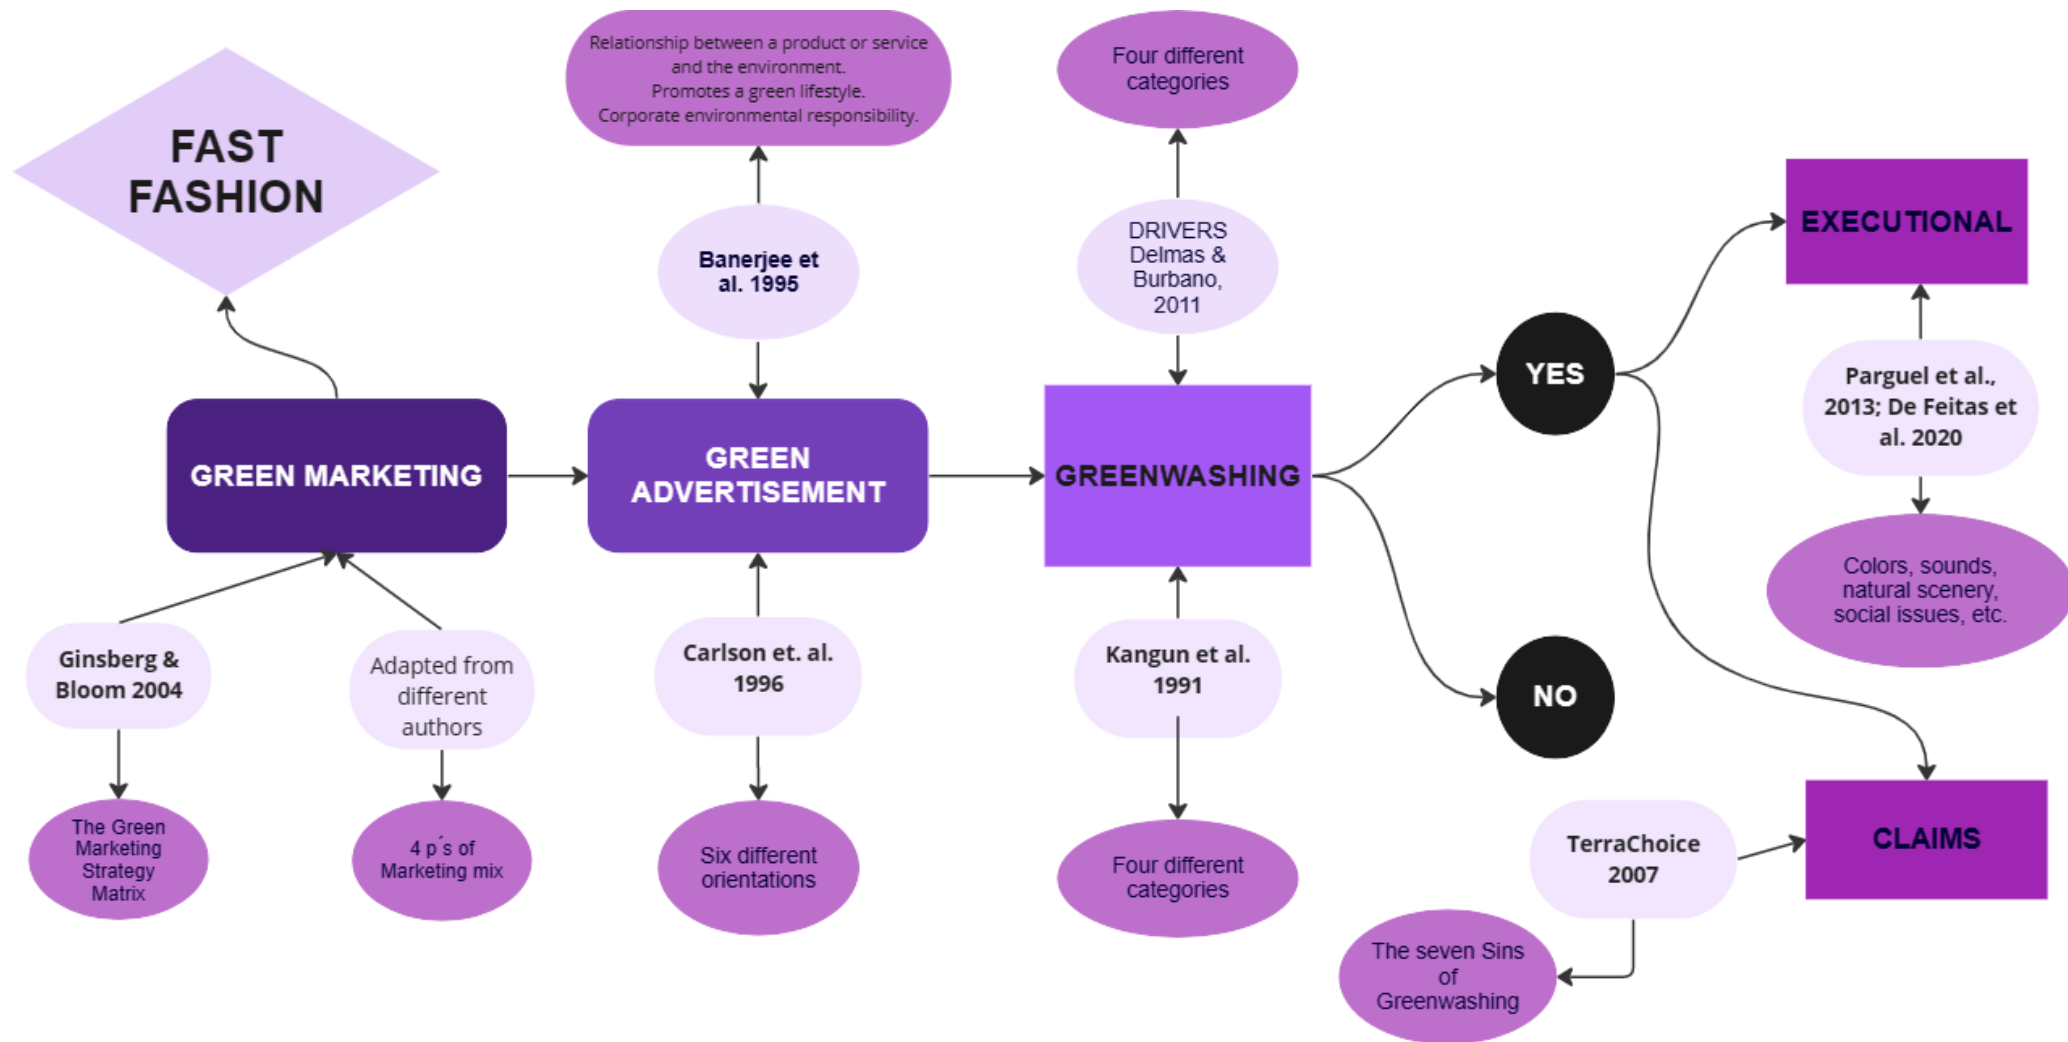 FAST
FASHION
Relationship between a product or service
and the environment.
Promotes a green lifestyle.
Corporate environmental responsibility.
Four different
categories
Banerjee et
al. 1995
DRIVERS
Delmas &
Burbano,
2011
EXECUTIONAL
YES
Parguel et al.,
2013; De Feitas et
al. 2020
GREEN MARKETING
GREEN
ADVERTISEMENT
GREENWASHING
Colors, sounds,
natural scenery,
social issues, etc.
Ginsberg &
Bloom 2004
Adapted from
different
authors
Carlson et. al.
1996
Kangun et al.
1991
NO
The Green
Marketing
Strategy
Matrix
4 p´s of
Marketing mix
Six different
orientations
Four different
categories
TerraChoice
2007
CLAIMS
The seven Sins
of
Greenwashing